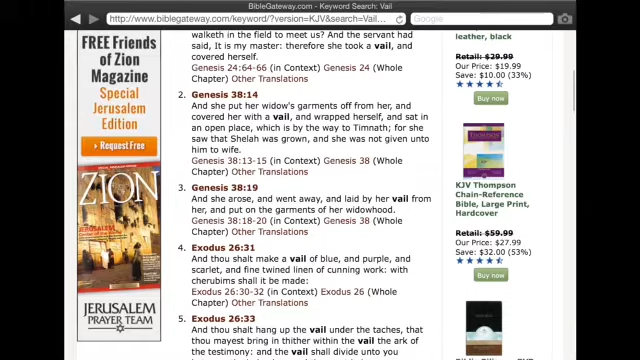 BibleGateway.com - Keyword Search: Vail
http://www.biblegateway.com/keyword/?version=KJV&search=Vail...
Google
FREE Friends
of Zion
Magazine
Special
Jerusalem
Edition
Request Free
ZION
JERUSALEM
JERUSALEM
PRAYER TEAM
walketh in the field to meet us? And the servant had
said, It is my master: therefore she took a vail, and
covered herself.
Genesis 24:64-66 (in Context) Genesis 24 (Whole
Chapter) Other Translations
2. Genesis 38:14
And she put her widow's garments off from her, and
covered her with a vail, and wrapped herself, and sat in
an open place, which is by the way to Timnath; for she
saw that Shelah was grown, and she was not given unto
him to wife.
Genesis 38:13-15 (in Context) Genesis 38 (Whole
Chapter) Other Translations
3. Genesis 38:19
And she arose, and went away, and laid by her vail from
her, and put on the garments of her widowhood.
Genesis 38:18-20 (in Context) Genesis 38 (Whole
Chapter) Other Translations
4. Exodus 26:31
And thou shalt make a vail of blue, and purple, and
scarlet, and fine twined linen of cunning work: with
cherubims shall it be made:
Exodus 26:30-32 (in Context) Exodus 26 (Whole
Chapter) Other Translations
5. Exodus 26:33
And thou shalt hang up the vail under the taches, that
thou mayest bring in thither within the vail the ark of
the testimony: and the vail shall divide unto you
leather, black
Retail: $29.99
Our Price: $19.99
Save: $10.00 (33%)
Buy now
THOMPSON
KJV Thompson
Chain-Reference
Bible, Large Print,
Hardcover
Retail: $59.99
Our Price: $27.99
Save: $32.00 (53%)
Buy now